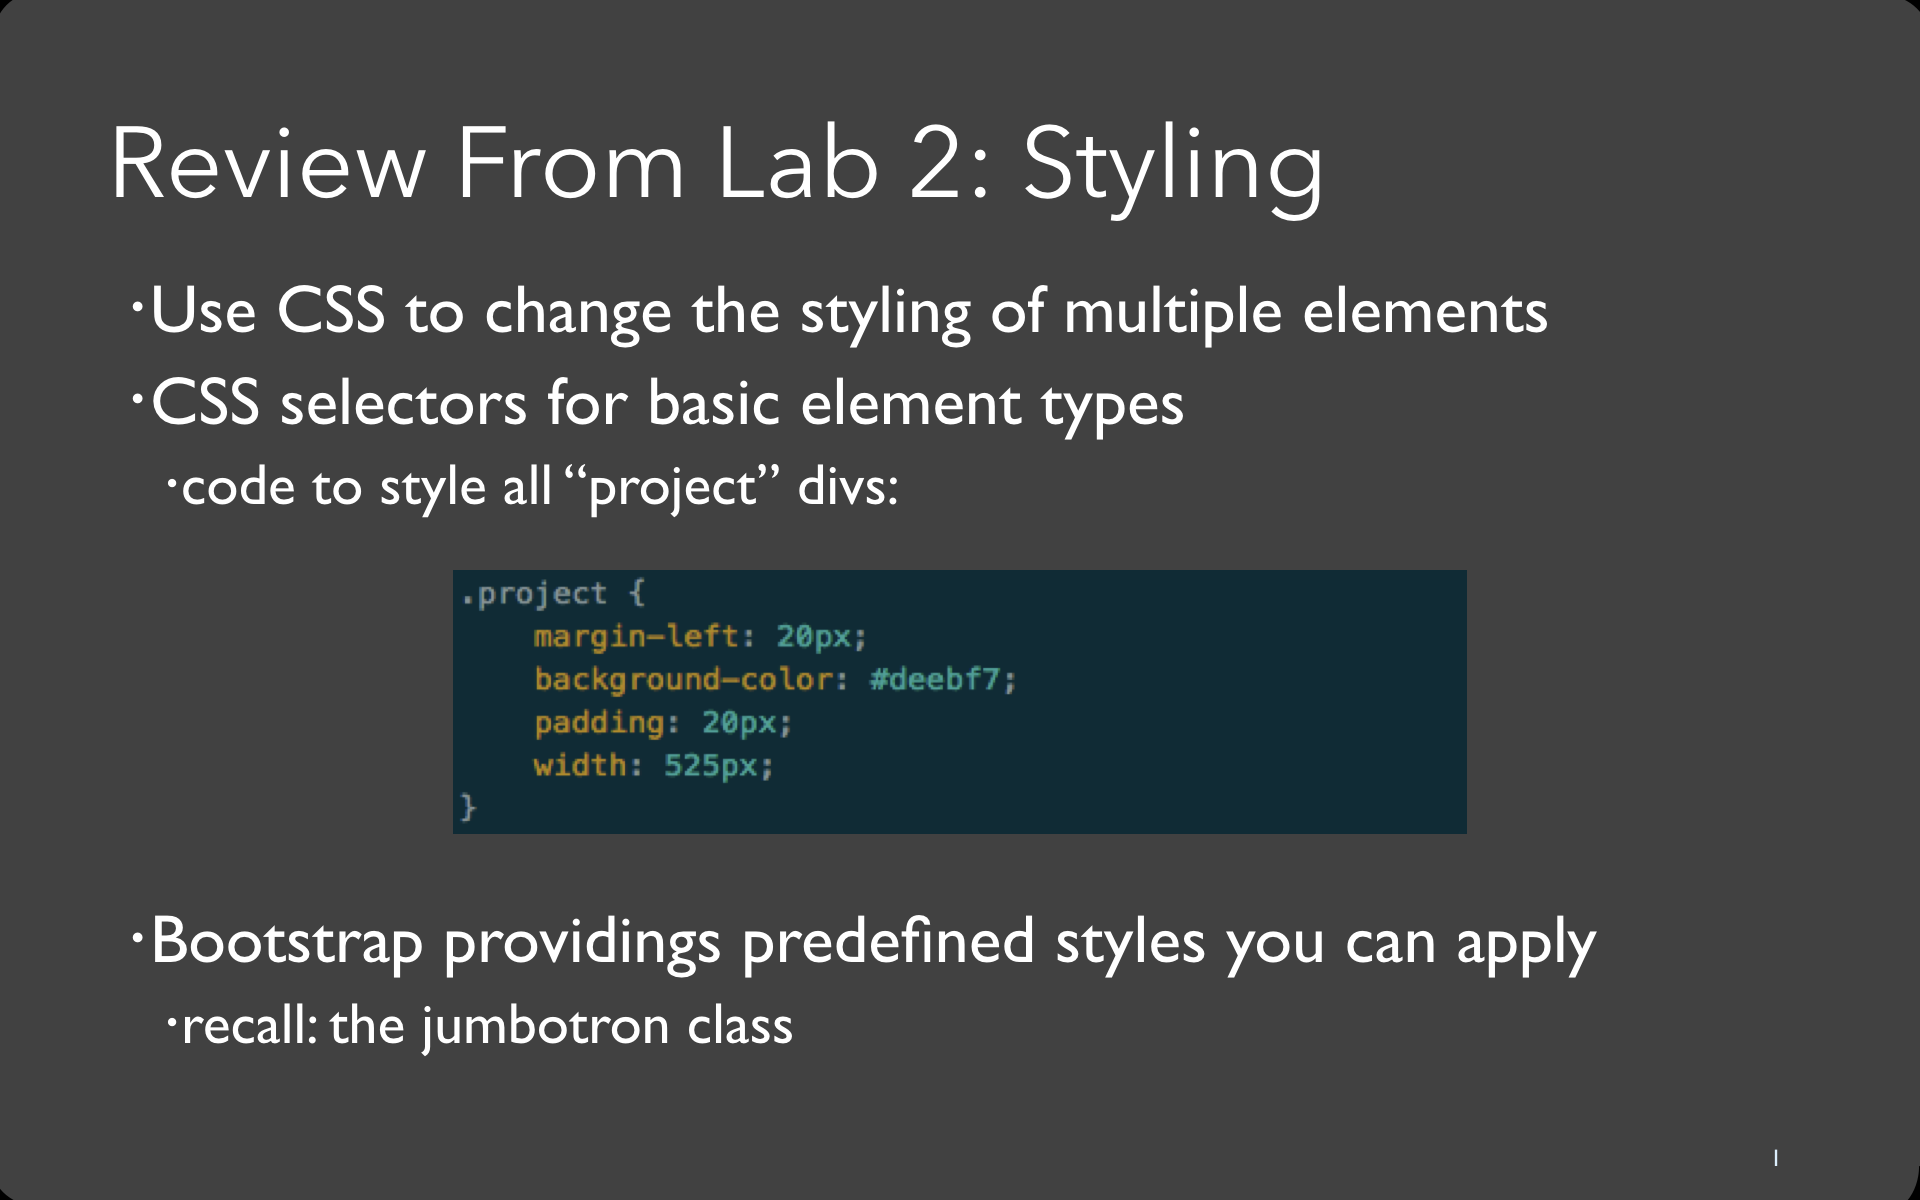 Review From Lab 2: Styling
·Use CSS to change the styling of multiple elements
·CSS selectors for basic element types
·code to style all “project” divs:
.project {
    margin-left: 20px;
    background-color: #deebf7;
    padding: 20px;
    width: 525px;
}
·Bootstrap providings predefined styles you can apply
·recall: the jumbotron class
1